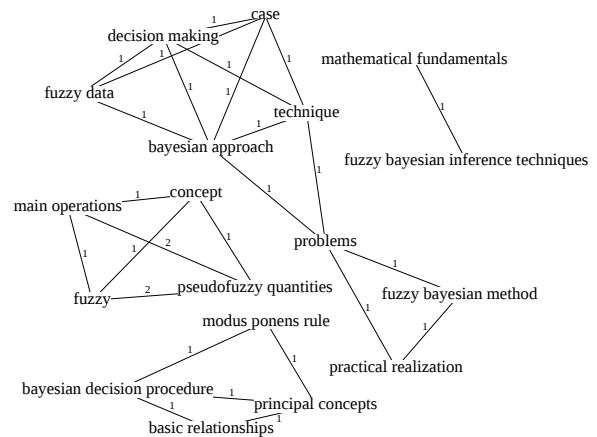 case
1
decision making
1
1
1
1
mathematical fundamentals
1
1
1
fuzzy data
1
1
technique
1
1
bayesian approach
fuzzy bayesian inference techniques
1
1
concept
1
main operations
1
1
2
1
problems
1
2
pseudofuzzy quantities
fuzzy
fuzzy bayesian method
1
modus ponens rule
1
1
1
practical realization
bayesian decision procedure
1
principal concepts
1
1
basic relationships